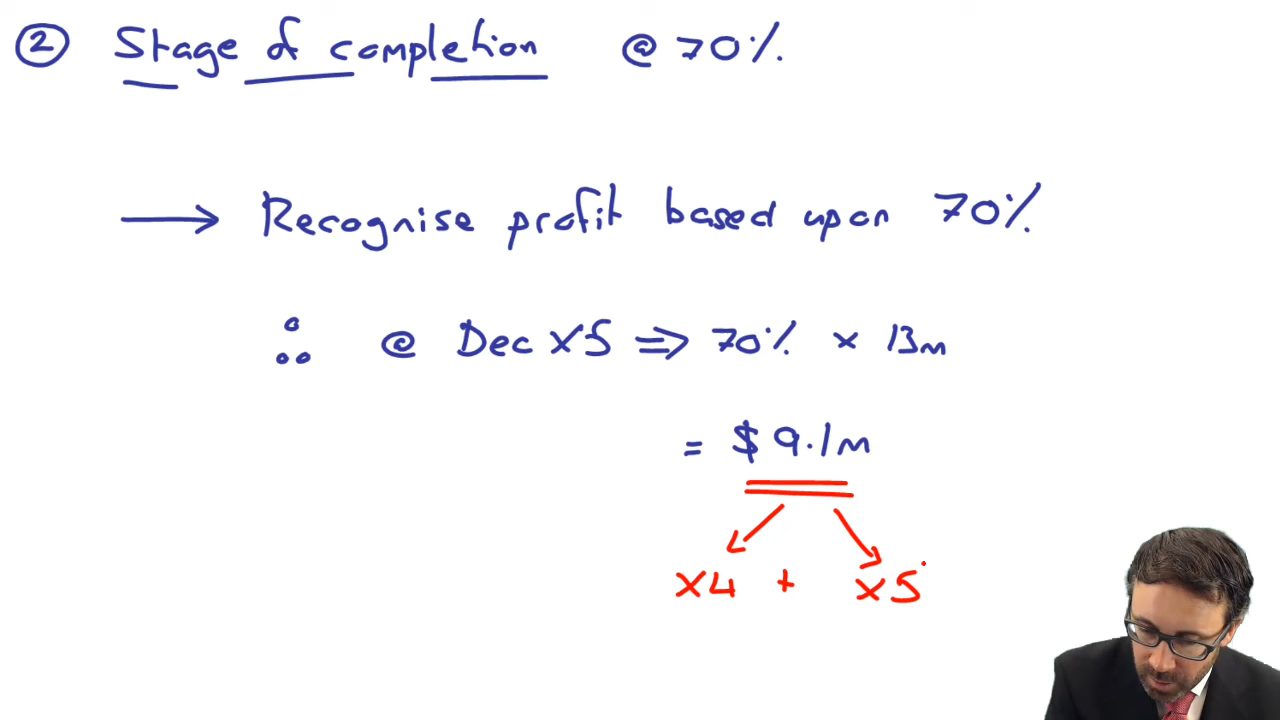 ② Stage of completion @ 70%
→ Recognise profit based upon 70%
∴ @ Dec X5 ⇒ 70% × 13m
= $9.1m
X4 + X5